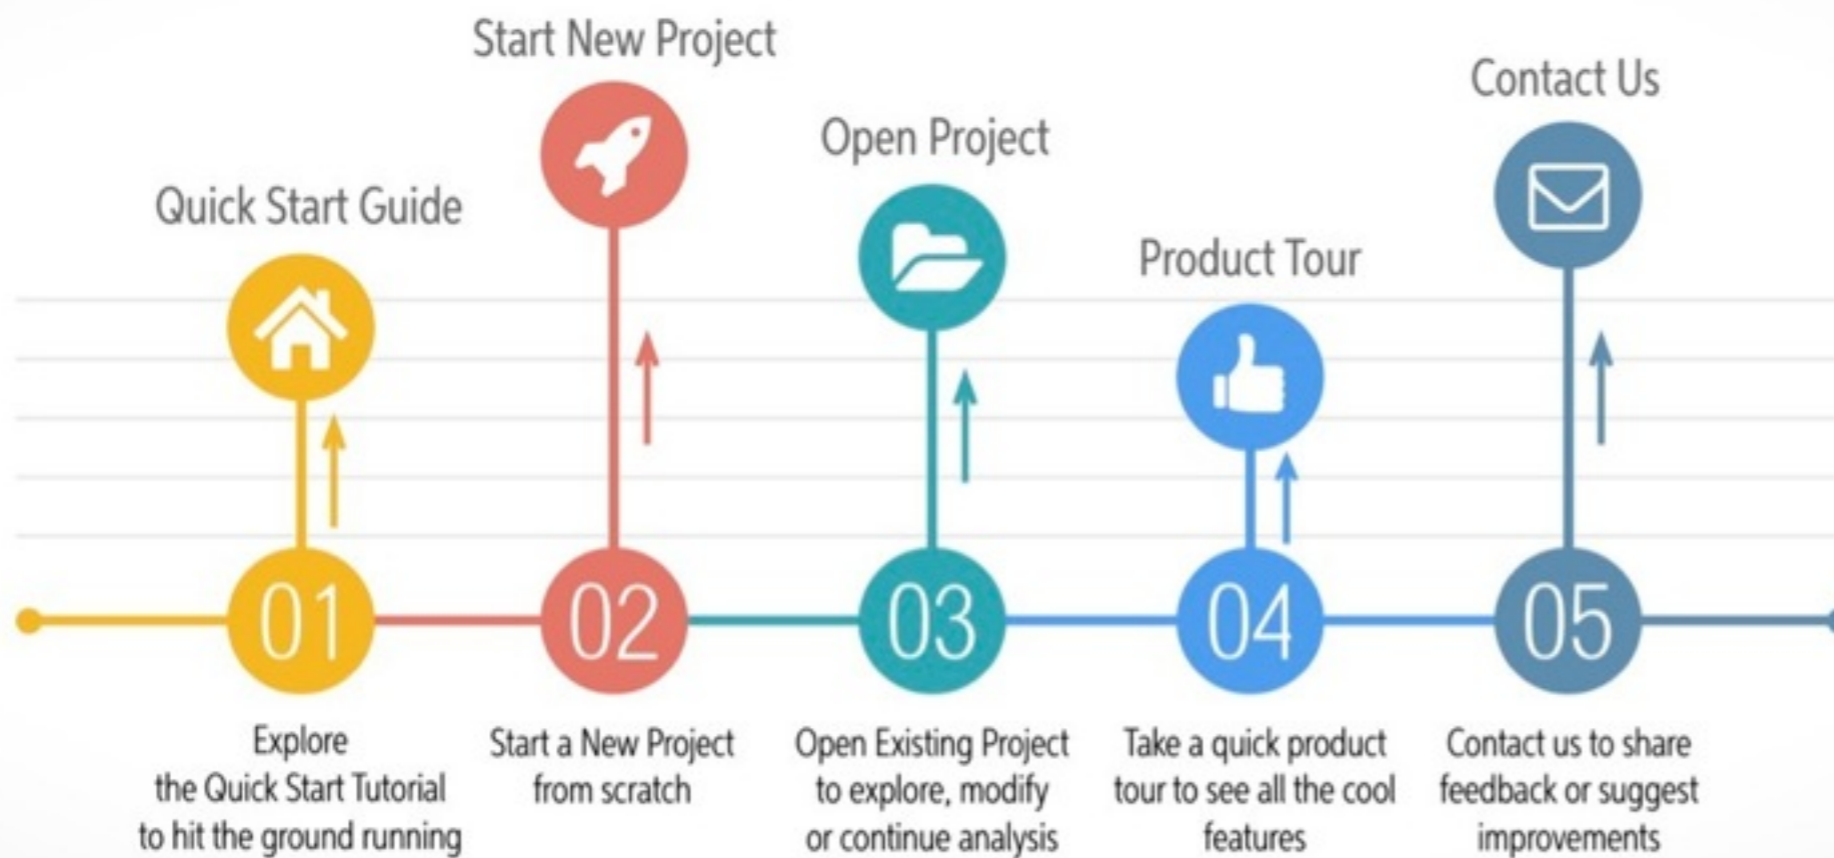 Quick Start Guide
Start New Project
Open Project
Product Tour
Contact Us
01
02
03
04
05
Explore
the Quick Start Tutorial
to hit the ground running
Start a New Project
from scratch
Open Existing Project
to explore, modify
or continue analysis
Take a quick product
tour to see all the cool
features
Contact us to share
feedback or suggest
improvements